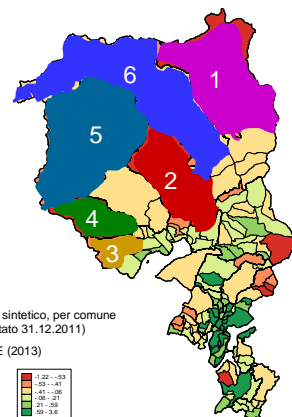 1
6
5
2
4
3
sintetico, per comune
tato 31.12.2011)
E (2013)
-1.22 - -.53
-.53 - -.41
-.41 - -.06
-.06 - .21
.21 - .59
.59 - 3.6